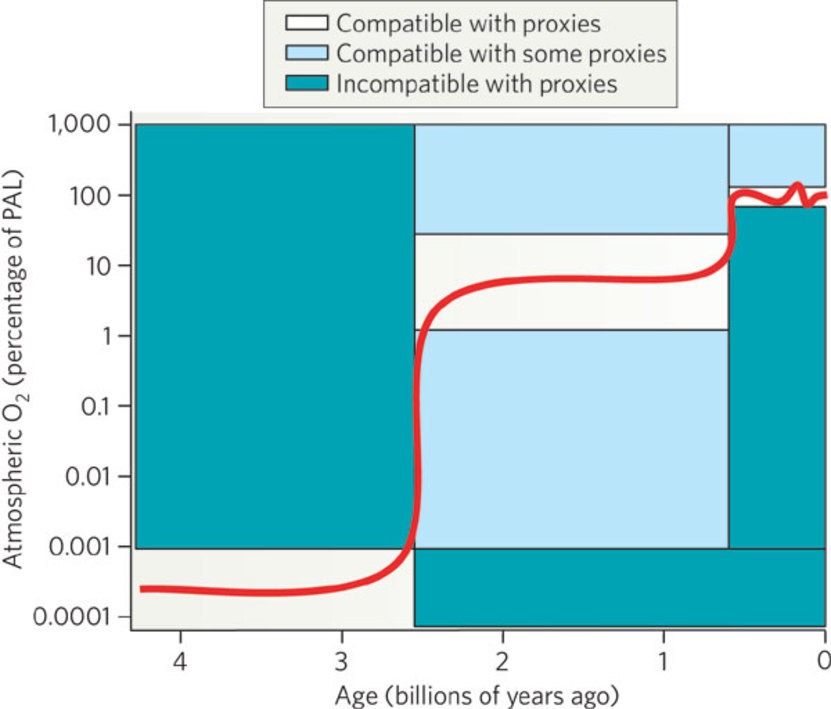 Compatible with proxies
Compatible with some proxies
Incompatible with proxies
Atmospheric O₂ (percentage of PAL)
1,000
100
10
1
0.1
0.01
0.001
0.0001
4 3 2 1 0
Age (billions of years ago)